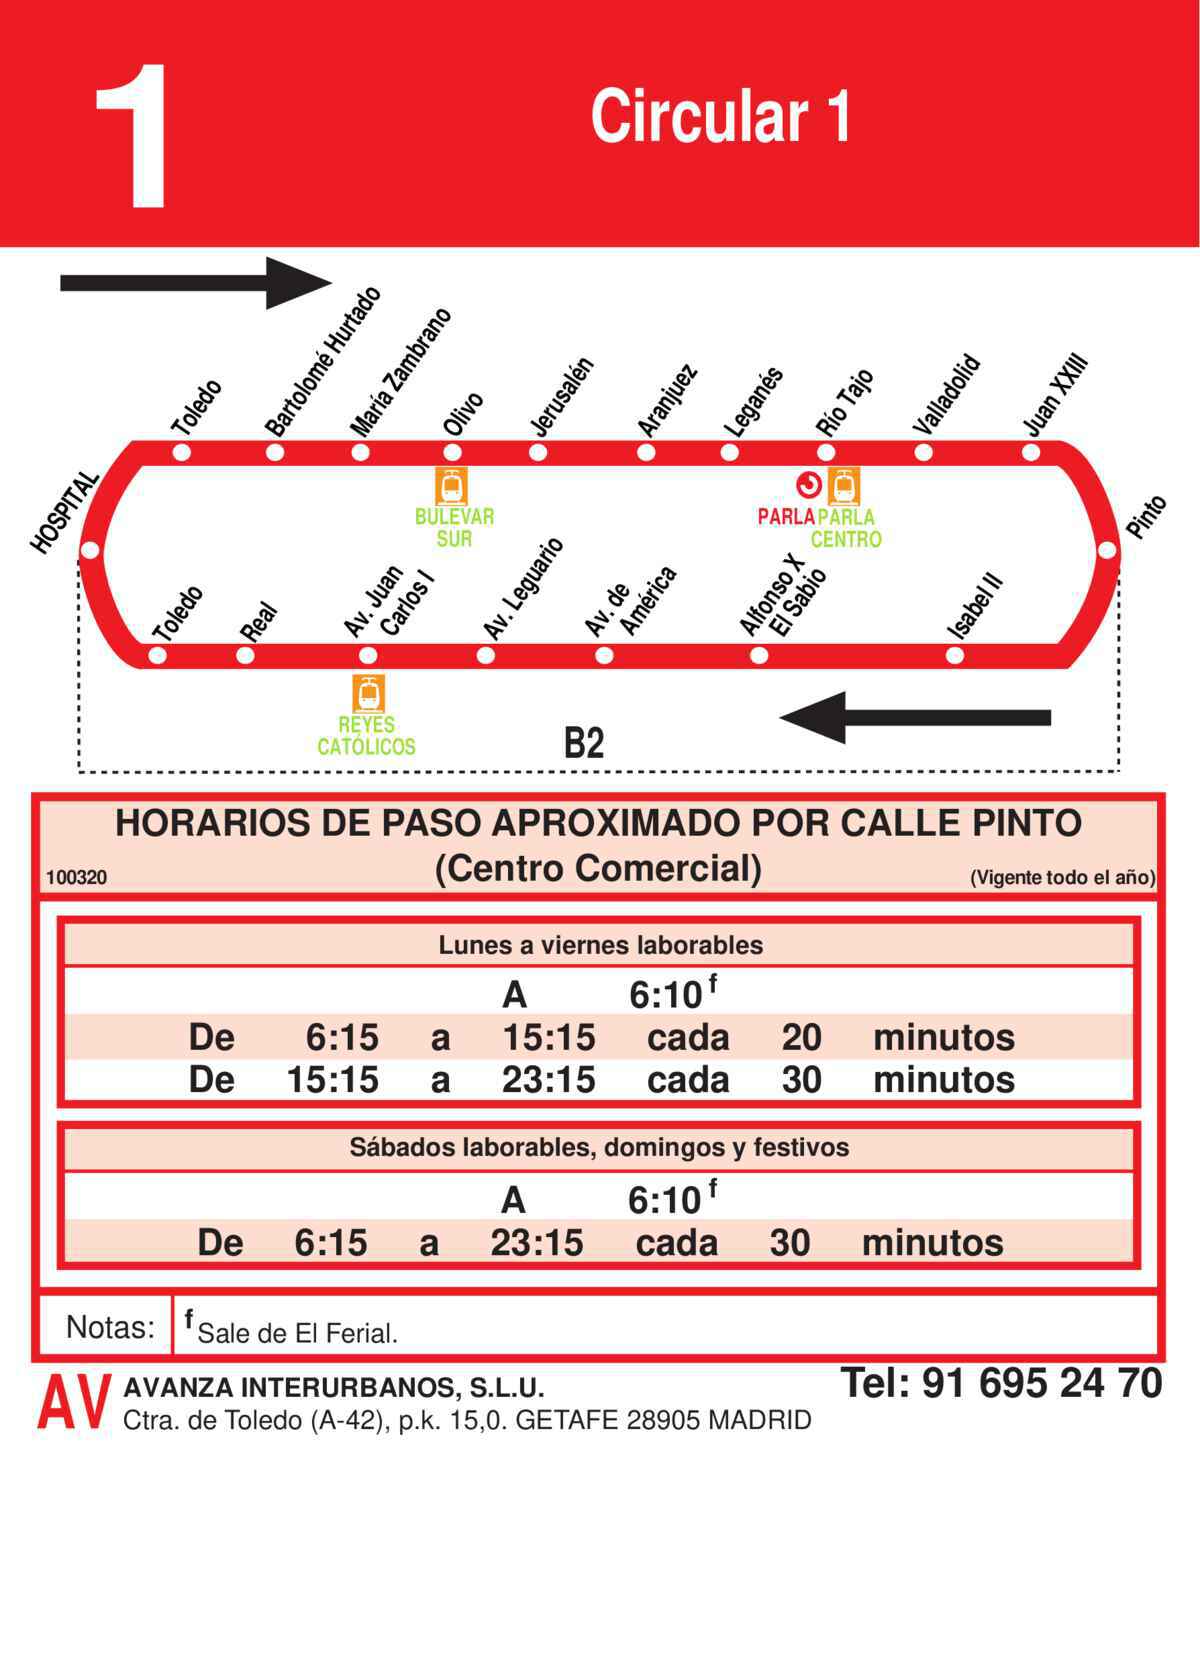 1
Circular 1
HOSPITAL
Toledo
Bartolomé Hurtado
María Zambrano
Olivo
Jerusalén
Aranjuez
Leganés
Río Tajo
Valladolid
Juan XXIII
Pinto
BULEVAR
SUR
PARLA
PARLA
CENTRO
Toledo
Real
Av. Juan
Carlos I
Av. Leguario
Av. de
América
Alfonso X
El Sabio
Isabel II
REYES
CATÓLICOS
B2
HORARIOS DE PASO APROXIMADO POR CALLE PINTO
(Centro Comercial)
100320
(Vigente todo el año)
Lunes a viernes laborables
A 6:10 f
De 6:15 a 15:15 cada 20 minutos
De 15:15 a 23:15 cada 30 minutos
Sábados laborables, domingos y festivos
A 6:10 f
De 6:15 a 23:15 cada 30 minutos
Notas: f Sale de El Ferial.
AV AVANZA INTERURBANOS, S.L.U.
Tel: 91 695 24 70
Ctra. de Toledo (A-42), p.k. 15,0. GETAFE 28905 MADRID